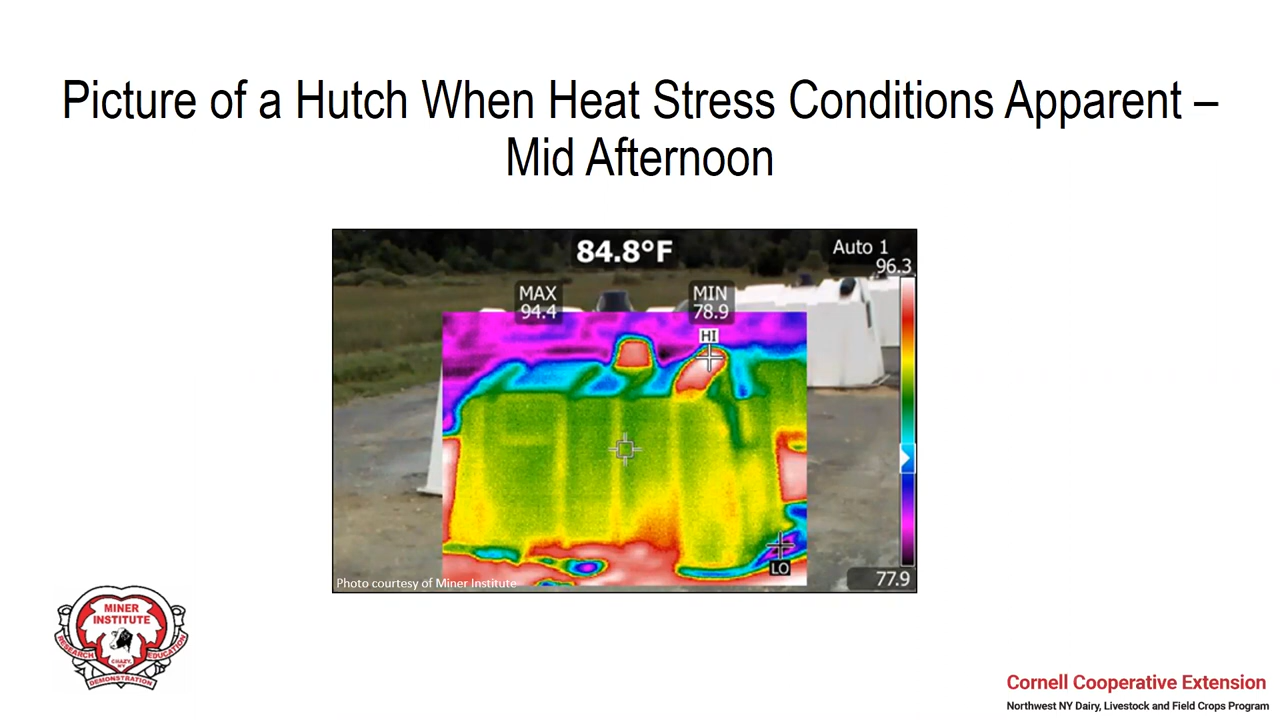 Picture of a Hutch When Heat Stress Conditions Apparent –
Mid Afternoon
84.8°F
Auto 1
96.3
MAX
94.4
MIN
78.9
HI
LO
77.9
Photo courtesy of Miner Institute
MINER
INSTITUTE
RESEARCH
EDUCATION
CHAZY,
NY
DEMONSTRATION
Cornell Cooperative Extension
Northwest NY Dairy, Livestock and Field Crops Program